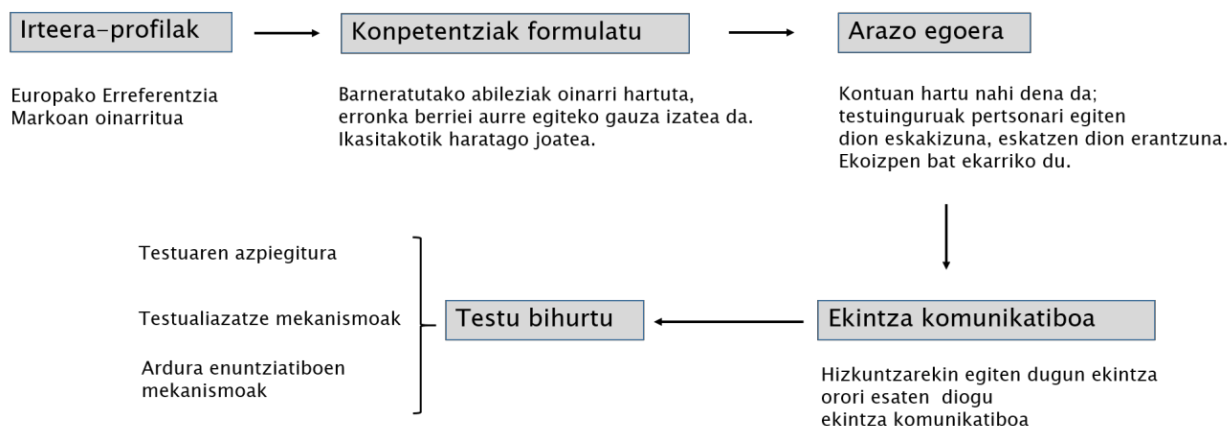 Irteera-profilak
Konpetentziak formulatu
Arazo egoera
Europako Erreferentzia
Markoan oinarritua
Barneratutako abileziak oinarri hartuta,
erronka berriei aurre egiteko gauza izatea da.
Ikasitakotik haratago joatea.
Kontuan hartu nahi dena da;
testuinguruak pertsonari egiten
dion eskakizuna, eskatzen dion erantzuna.
Ekoizpen bat ekarriko du.
Ekintza komunikatiboa
Hizkuntzarekin egiten dugun ekintza
orori esaten diogu
ekintza komunikatiboa
Testu bihurtu
Testuaren azpiegitura
Testualiazatze mekanismoak
Ardura enuntziatiboen
mekanismoak